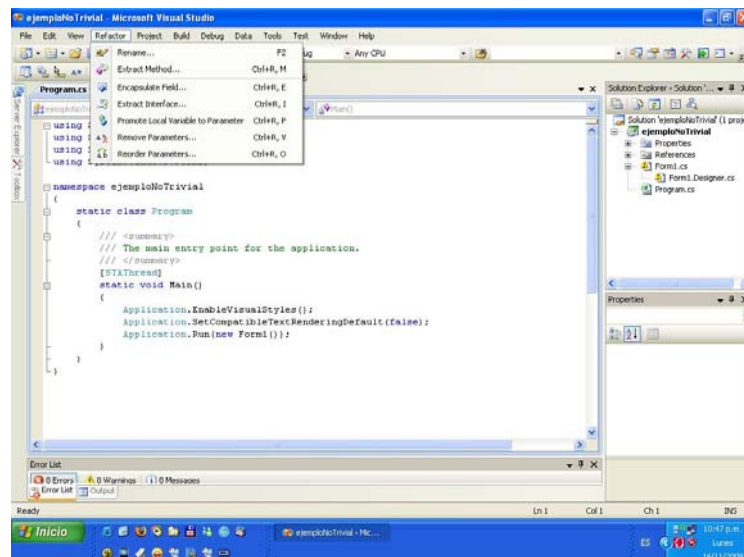 ejemploNoTrivial - Microsoft Visual Studio
File Edit View Refactor Project Build Debug Data Tools Test Window Help
Any CPU
Rename... F2
Extract Method... Ctrl+R, M
Encapsulate Field... Ctrl+R, E
Extract Interface... Ctrl+R, I
Promote Local Variable to Parameter Ctrl+R, P
Remove Parameters... Ctrl+R, V
Reorder Parameters... Ctrl+R, O
Program.cs
Main()
using
using
using
using
namespace ejemploNoTrivial
{
static class Program
{
/// <summary>
/// The main entry point for the application.
/// </summary>
[STAThread]
static void Main()
{
Application.EnableVisualStyles();
Application.SetCompatibleTextRenderingDefault(false);
Application.Run(new Form1());
}
}
}
Server Explorer
Toolbox
Solution Explorer - Solution '...
Solution 'ejemploNoTrivial' (1 proje
ejemploNoTrivial
Properties
References
Form1.cs
Form1.Designer.cs
Program.cs
Properties
Error List
0 Errors 0 Warnings 0 Messages
Error List Output
Ready Ln 1 Col 1 Ch 1 INS
Inicio
ejemploNoTrivial - Mic...
ES
10:47 p.m.
Lunes